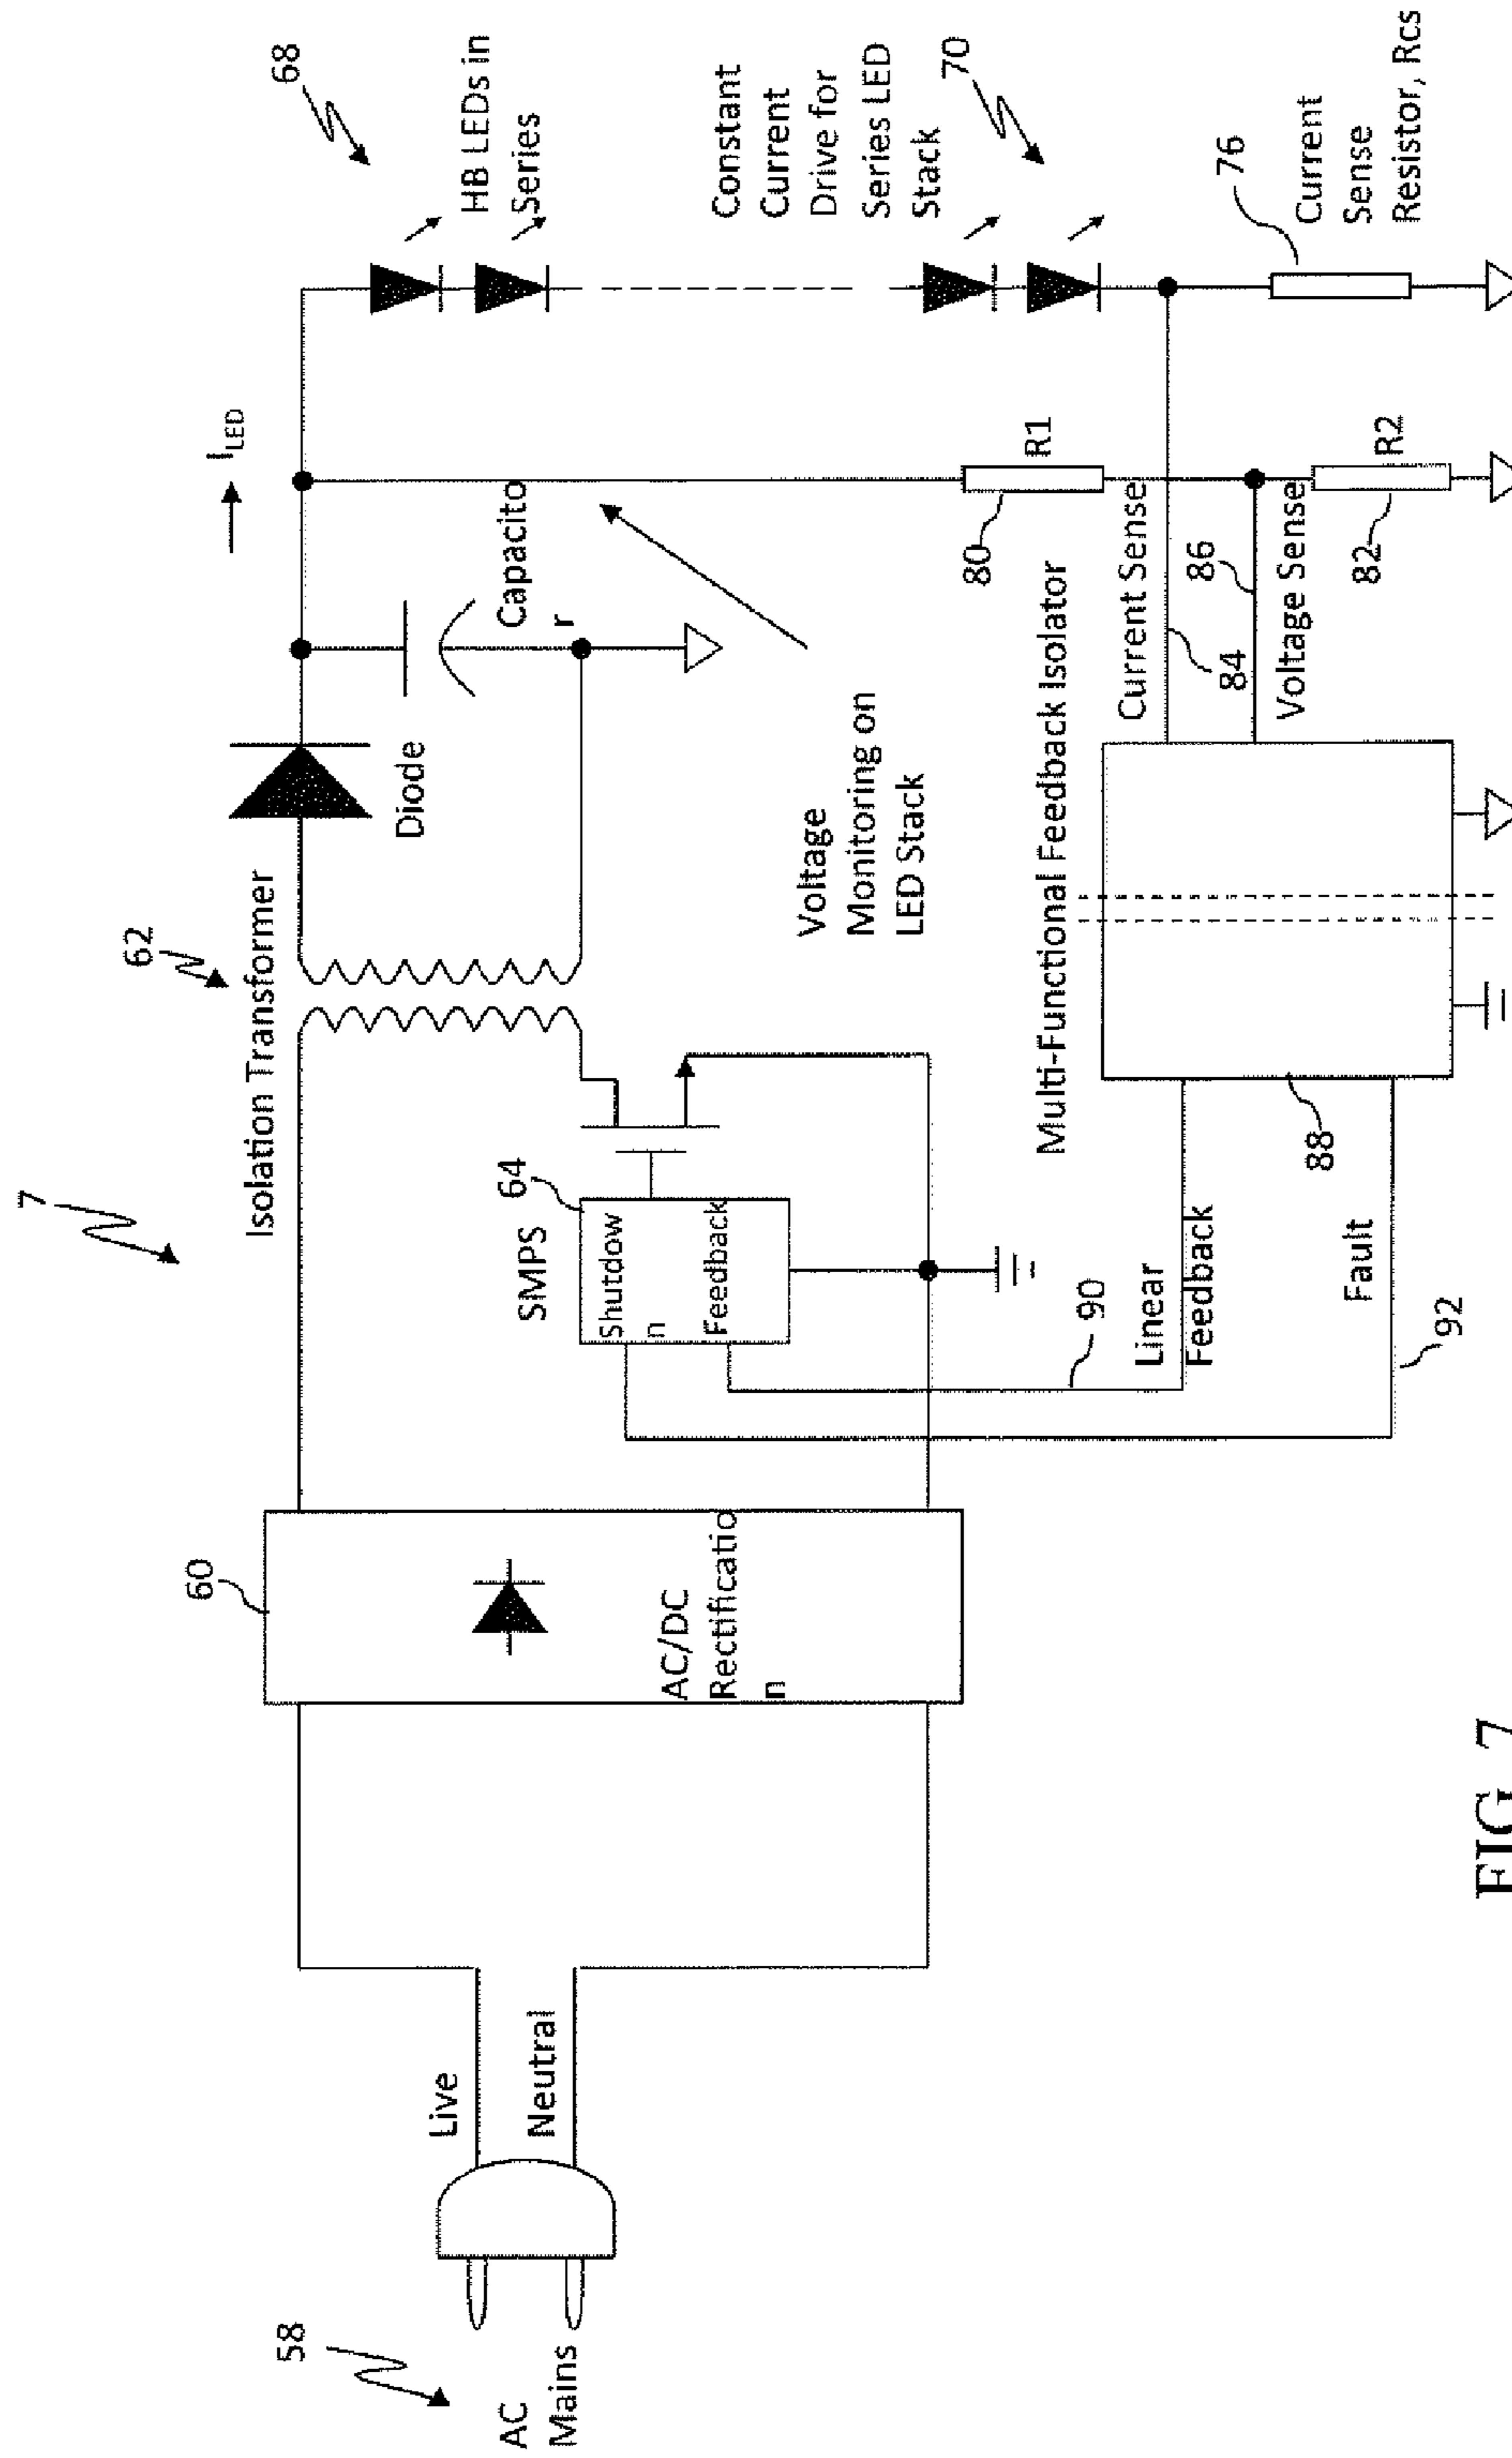 7
58
AC
Mains
Live
Neutral
60
AC/DC
Rectificatio
n
62
Isolation Transformer
64
SMPS
Shutdow
n
Feedback
Diode
Capacito
r
I_LED
68
HB LEDs in
Series
Constant
Current
Drive for
Series LED
Stack
70
Voltage
Monitoring on
LED Stack
80
R1
82
R2
76
Current
Sense
Resistor, Rcs
Multi-Functional Feedback Isolator
Current Sense
84
86
Voltage Sense
88
90
Linear
Feedback
Fault
92
FIG. 7